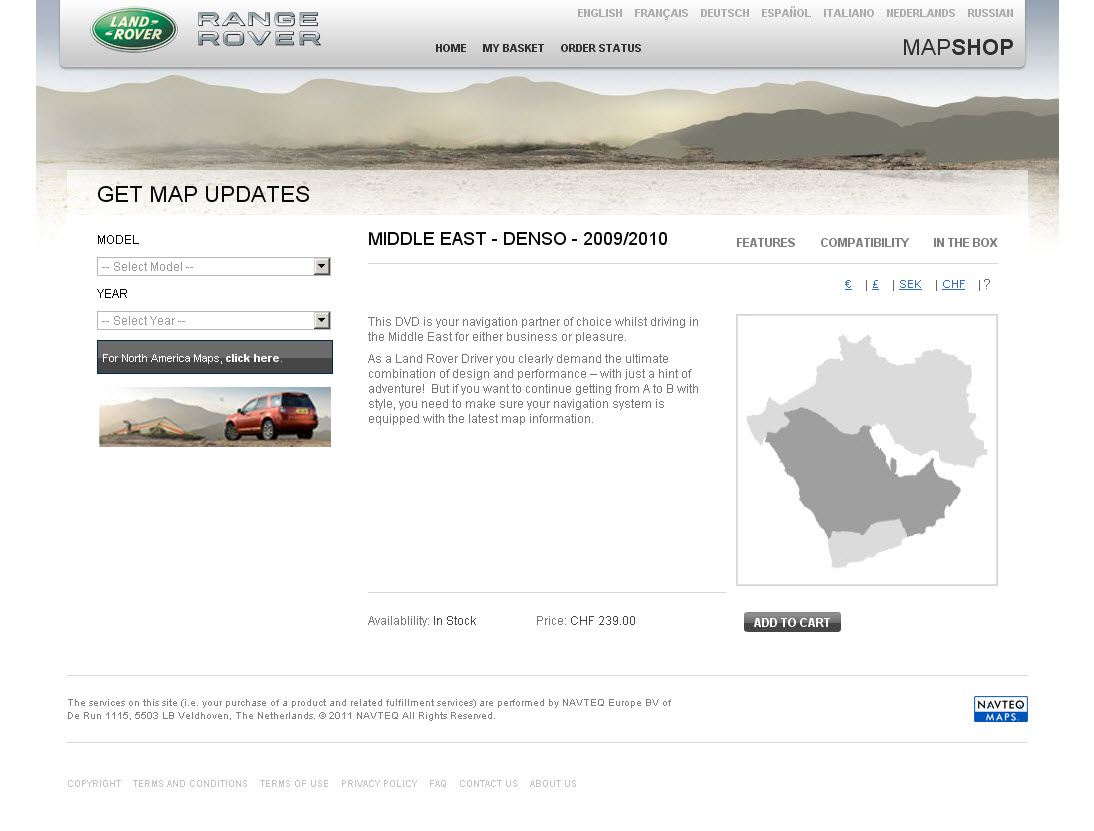 LAND-
-ROVER
RANGE
ROVER
ENGLISH FRANÇAIS DEUTSCH ESPAÑOL ITALIANO NEDERLANDS RUSSIAN
HOME MY BASKET ORDER STATUS
MAPSHOP
GET MAP UPDATES
MODEL
-- Select Model --
YEAR
-- Select Year --
For North America Maps, click here.
MIDDLE EAST - DENSO - 2009/2010
FEATURES COMPATIBILITY IN THE BOX
€ | £ | SEK | CHF | ?
This DVD is your navigation partner of choice whilst driving in
the Middle East for either business or pleasure.
As a Land Rover Driver you clearly demand the ultimate
combination of design and performance – with just a hint of
adventure! But if you want to continue getting from A to B with
style, you need to make sure your navigation system is
equipped with the latest map information.
Availablility: In Stock Price: CHF 239.00
ADD TO CART
The services on this site (i.e. your purchase of a product and related fulfillment services) are performed by NAVTEQ Europe BV of
De Run 1115, 5503 LB Veldhoven, The Netherlands. © 2011 NAVTEQ All Rights Reserved.
NAVTEQ
MAPS.
COPYRIGHT TERMS AND CONDITIONS TERMS OF USE PRIVACY POLICY FAQ CONTACT US ABOUT US